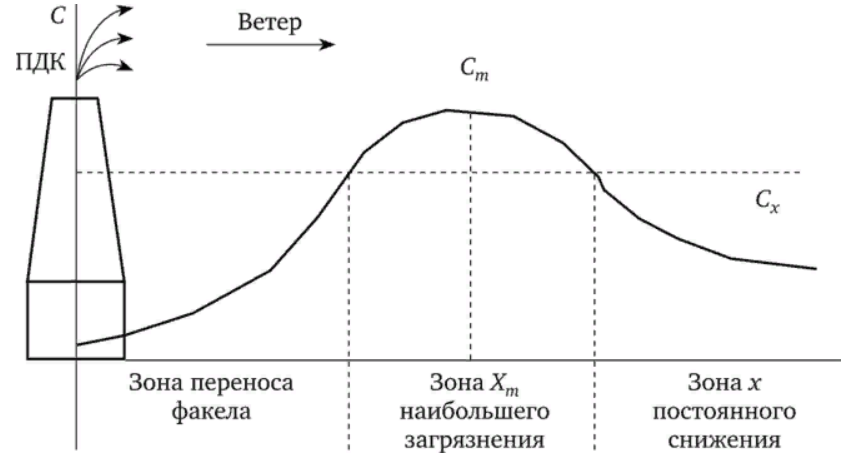 C
Ветер
ПДК
C_m
C_x
Зона переноса
факела
Зона X_m
наибольшего
загрязнения
Зона x
постоянного
снижения